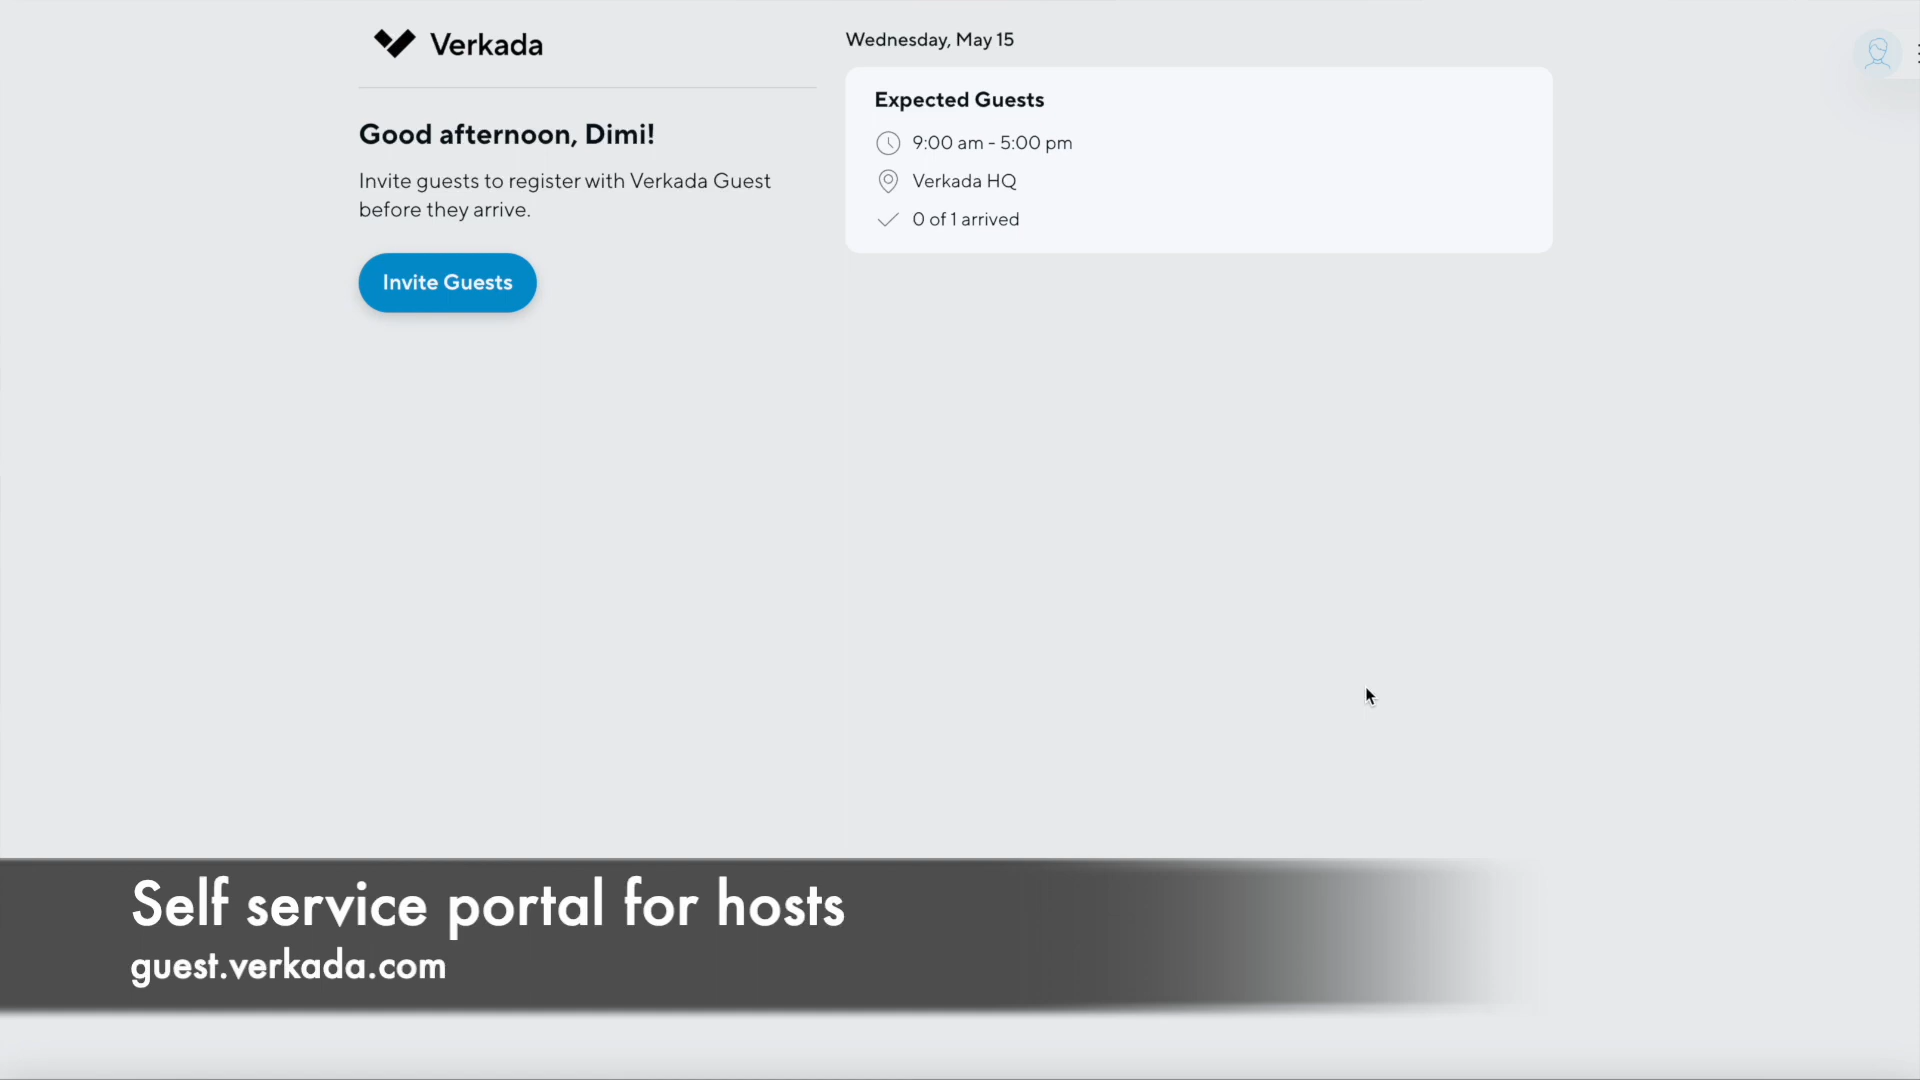 Verkada
Good afternoon, Dimi!
Invite guests to register with Verkada Guest
before they arrive.
Invite Guests
Wednesday, May 15
Expected Guests
9:00 am - 5:00 pm
Verkada HQ
0 of 1 arrived
Self service portal for hosts
guest.verkada.com